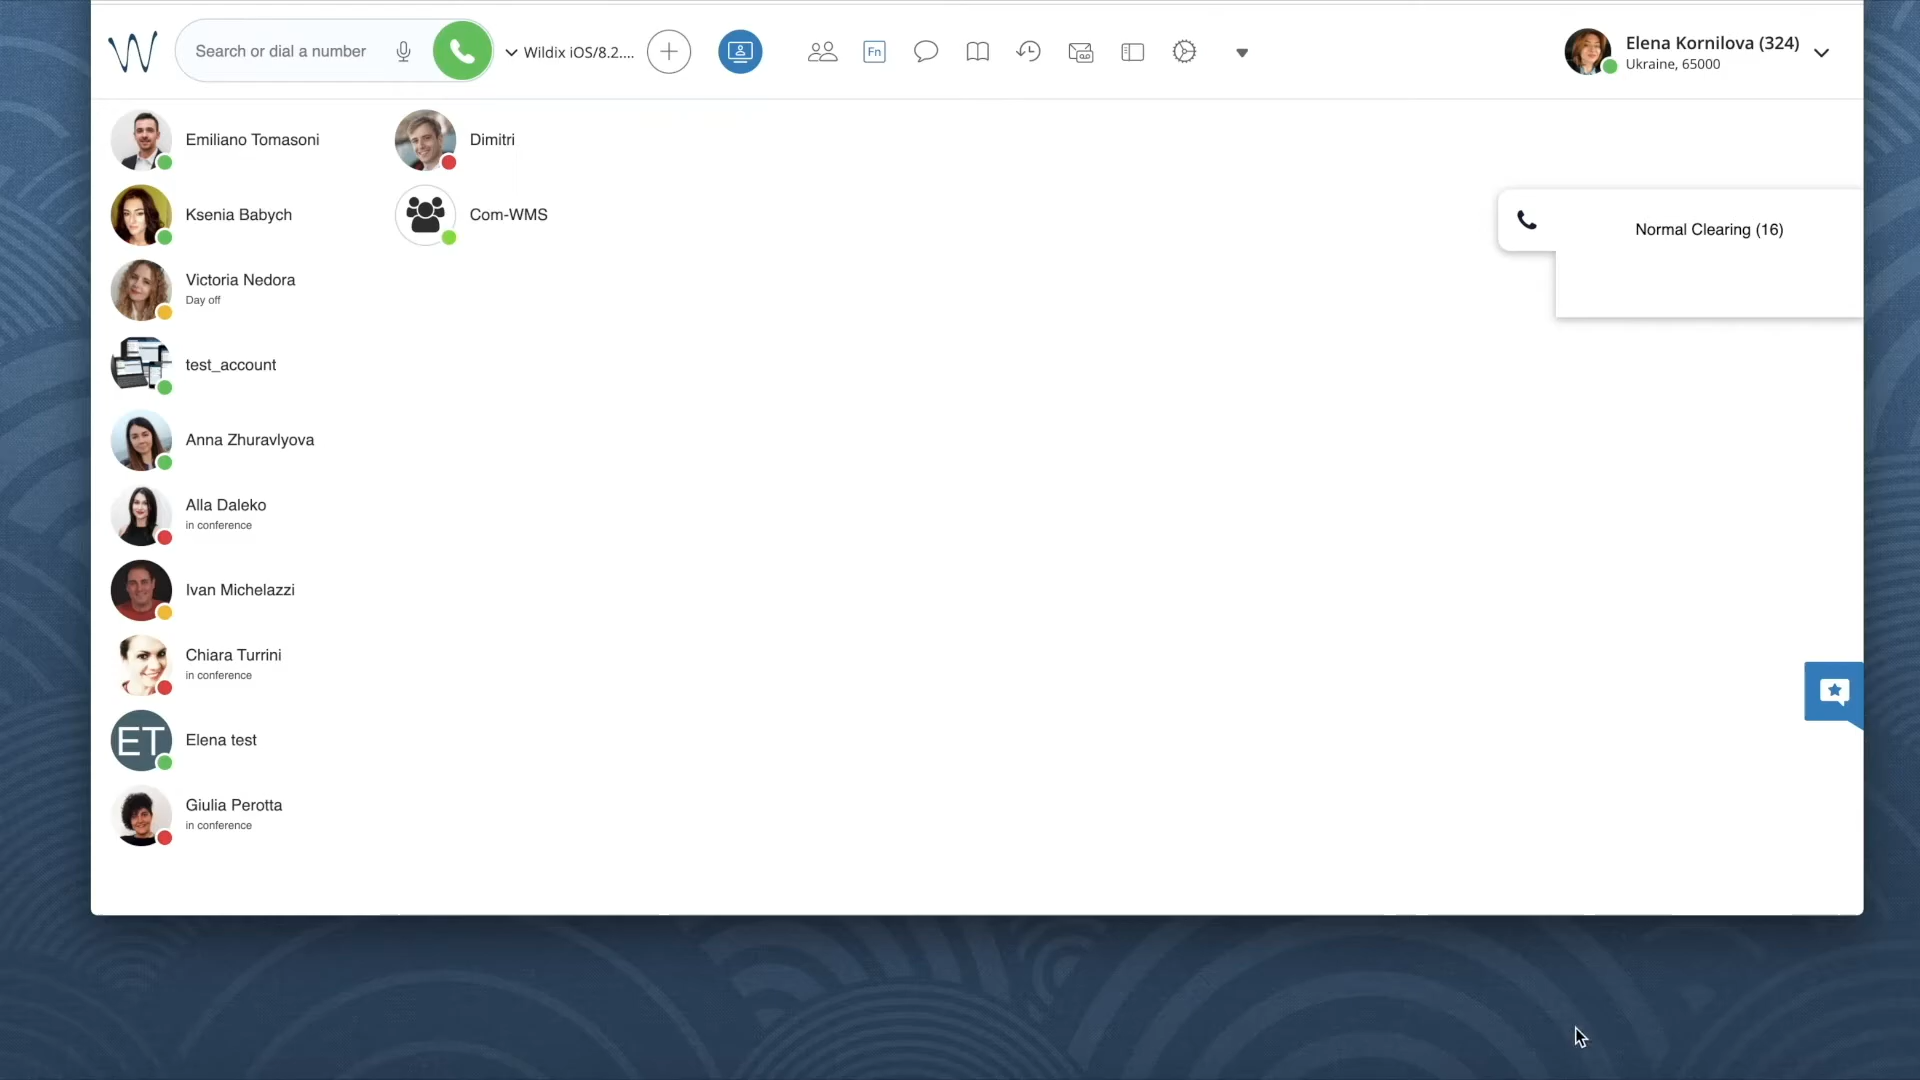 Search or dial a number
Wildix iOS/8.2....
Fn
Elena Kornilova (324)
Ukraine, 65000
Emiliano Tomasoni
Dimitri
Ksenia Babych
Com-WMS
Normal Clearing (16)
Victoria Nedora
Day off
test_account
Anna Zhuravlyova
Alla Daleko
in conference
Ivan Michelazzi
Chiara Turrini
in conference
ET
Elena test
Giulia Perotta
in conference